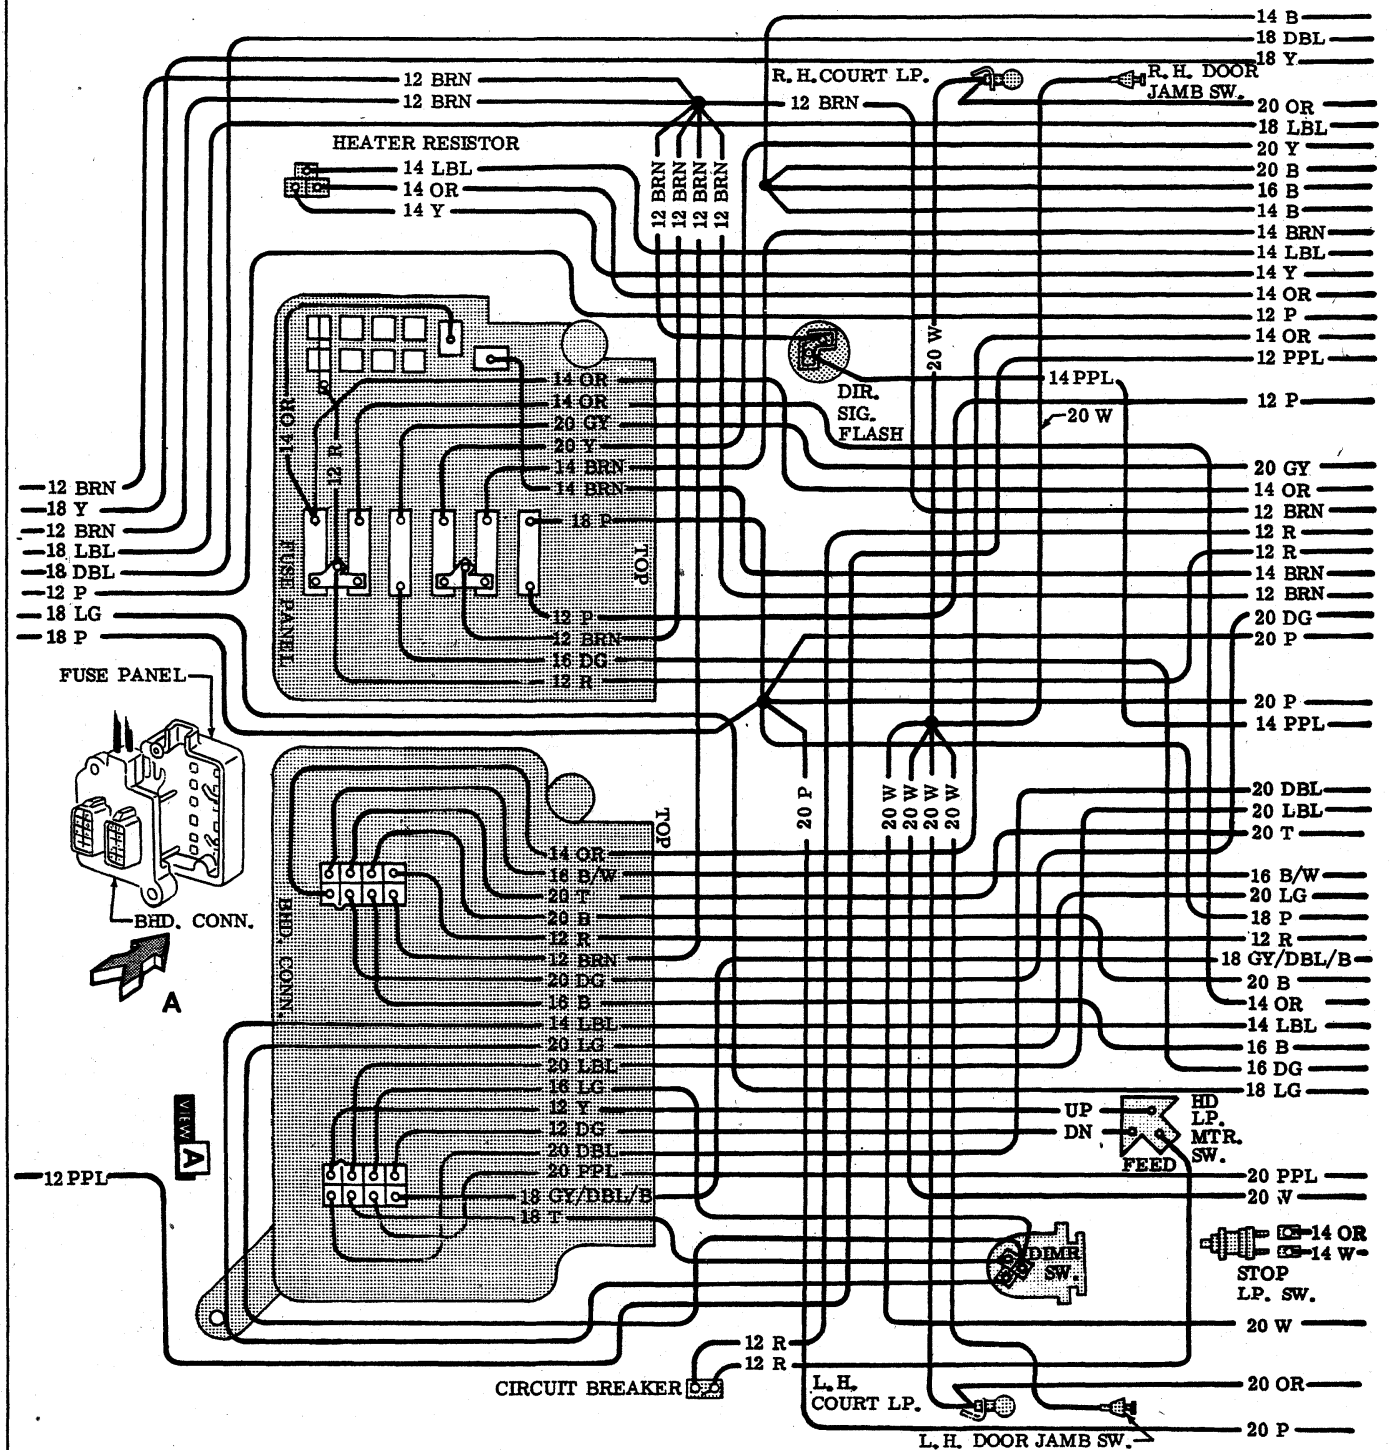 14 B
18 DBL
18 Y
12 BRN
12 BRN
R.H. COURT LP.
12 BRN
R.H. DOOR
JAMB SW.
20 OR
18 LBL
20 Y
20 B
16 B
14 B
14 BRN
14 LBL
14 Y
14 OR
12 P
14 OR
12 PPL
12 P
HEATER RESISTOR
14 LBL
14 OR
14 Y
12 BRN
12 BRN
12 BRN
12 BRN
20 W
14 PPL
20 W
DIR.
SIG.
FLASH
14 OR
12 R
14 OR
14 OR
20 GY
20 Y
14 BRN
14 BRN
18 P
FUSE PANEL
TOP
12 P
12 BRN
16 DG
12 R
12 BRN
18 Y
12 BRN
18 LBL
18 DBL
12 P
18 LG
18 P
20 GY
14 OR
12 BRN
12 R
12 R
14 BRN
12 BRN
20 DG
20 P
20 P
14 PPL
FUSE PANEL
BHD. CONN.
A
20 P
20 W
20 W
20 W
20 W
TOP
BHD. CONN.
14 OR
16 B/W
20 T
20 B
12 R
12 BRN
20 DG
16 B
14 LBL
20 LG
20 LBL
16 LG
12 Y
12 DG
20 DBL
20 PPL
18 GY/DBL/B
18 T
20 DBL
20 LBL
20 T
16 B/W
20 LG
18 P
12 R
18 GY/DBL/B
20 B
14 OR
14 LBL
16 B
16 DG
18 LG
VIEW A
12 PPL
UP
DN
FEED
HD
LP.
MTR.
SW.
20 PPL
20 W
DIMR
SW.
14 OR
14 W
STOP
LP. SW.
20 W
12 R
12 R
CIRCUIT BREAKER
L.H.
COURT LP.
20 OR
20 P
L.H. DOOR JAMB SW.